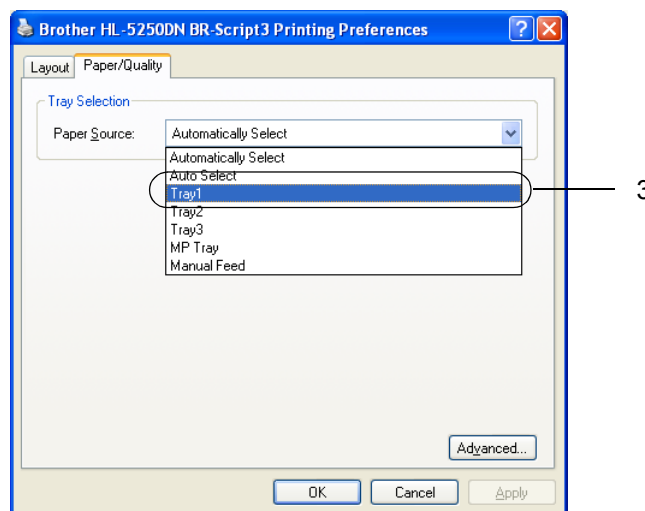 Brother HL-5250DN BR-Script3 Printing Preferences
Layout Paper/Quality
Tray Selection
Paper Source: Automatically Select
Automatically Select
Auto Select
Tray1 3
Tray2
Tray3
MP Tray
Manual Feed
Advanced...
OK Cancel Apply